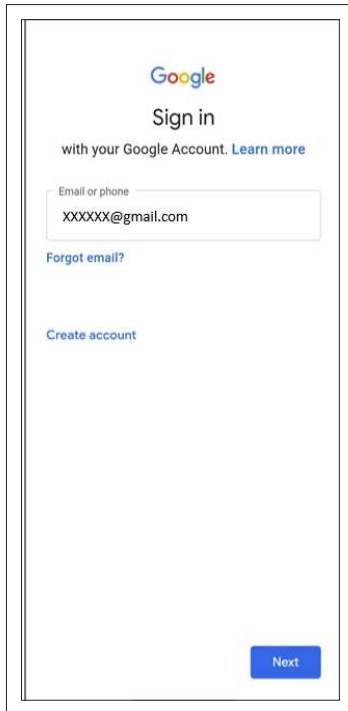 Google
Sign in
with your Google Account. Learn more
Email or phone
XXXXXX@gmail.com
Forgot email?
Create account
Next